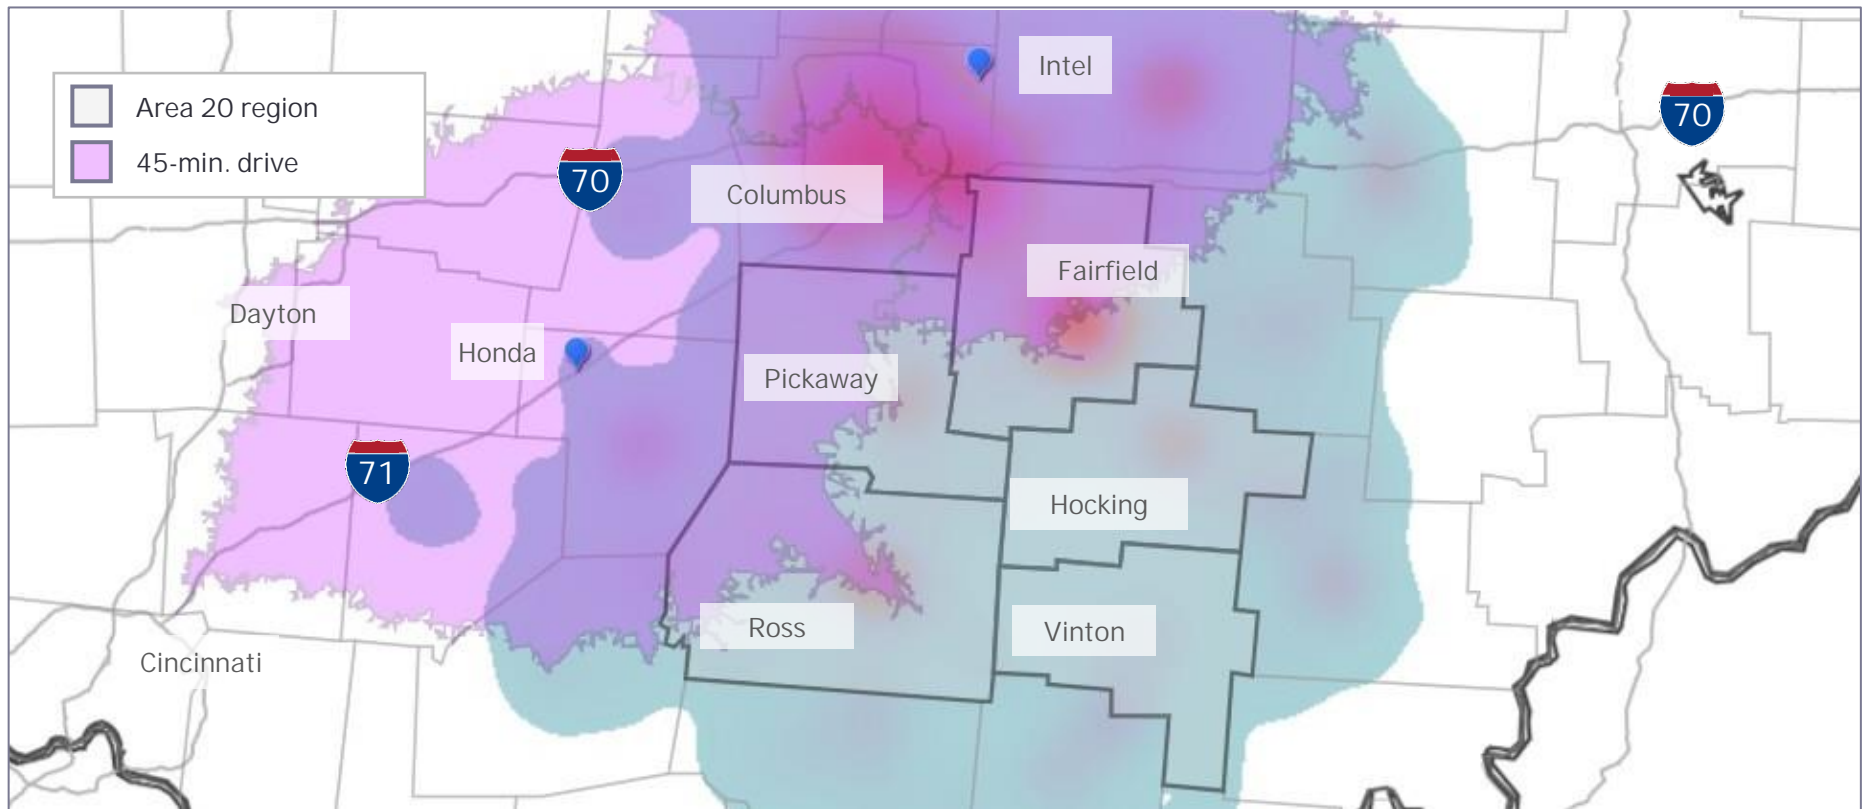 Intel
Area 20 region
70
70
45-min. drive
Columbus
Fairfield
Dayton
Honda
Pickaway
71
Hocking
Ross
Vinton
Cincinnati